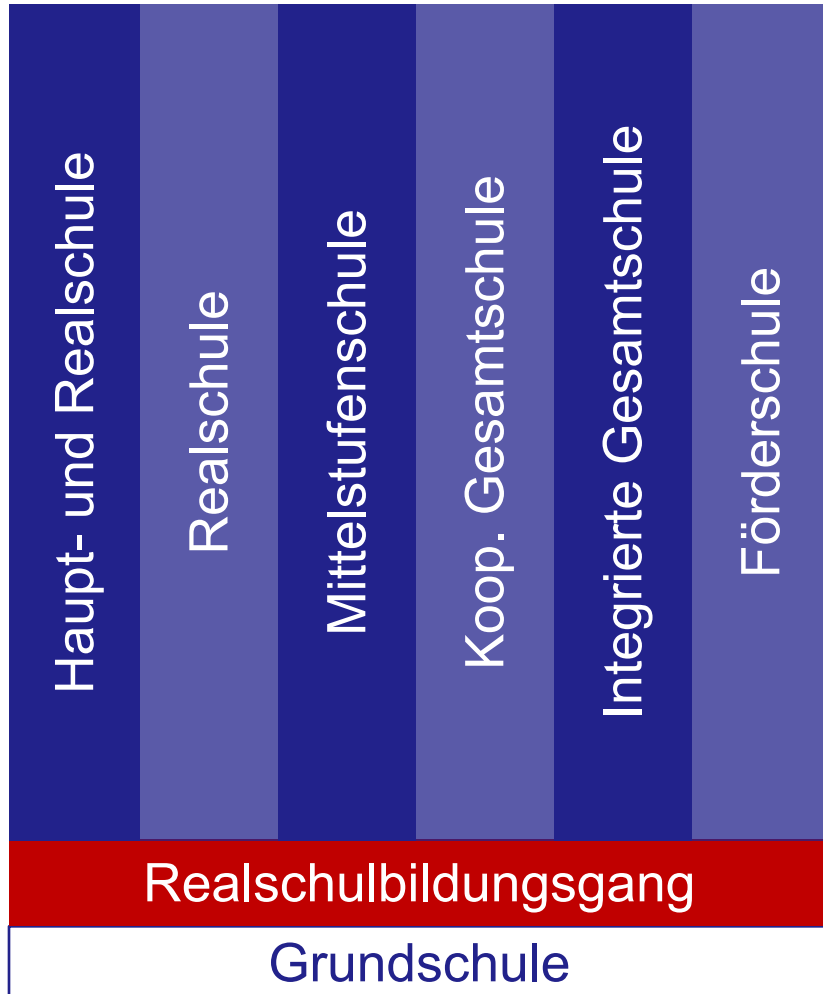 Haupt- und Realschule
Realschule
Mittelstufenschule
Koop. Gesamtschule
Integrierte Gesamtschule
Förderschule
Realschulbildungsgang
Grundschule